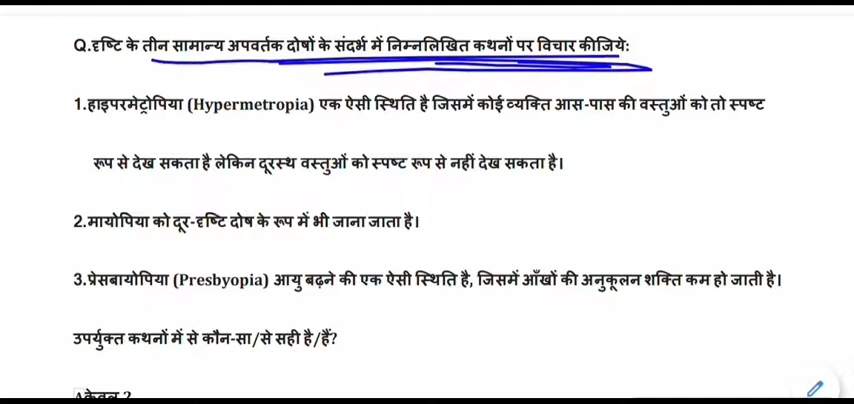 Q.दृष्टि के तीन सामान्य अपवर्तक दोषों के संदर्भ में निम्नलिखित कथनों पर विचार कीजिये:
1.हाइपरमेट्रोपिया (Hypermetropia) एक ऐसी स्थिति है जिसमें कोई व्यक्ति आस-पास की वस्तुओं को तो स्पष्ट
रूप से देख सकता है लेकिन दूरस्थ वस्तुओं को स्पष्ट रूप से नहीं देख सकता है।
2.मायोपिया को दूर-दृष्टि दोष के रूप में भी जाना जाता है।
3.प्रेसबायोपिया (Presbyopia) आयु बढ़ने की एक ऐसी स्थिति है, जिसमें आँखों की अनुकूलन शक्ति कम हो जाती है।
उपर्युक्त कथनों में से कौन-सा/से सही है/हैं?